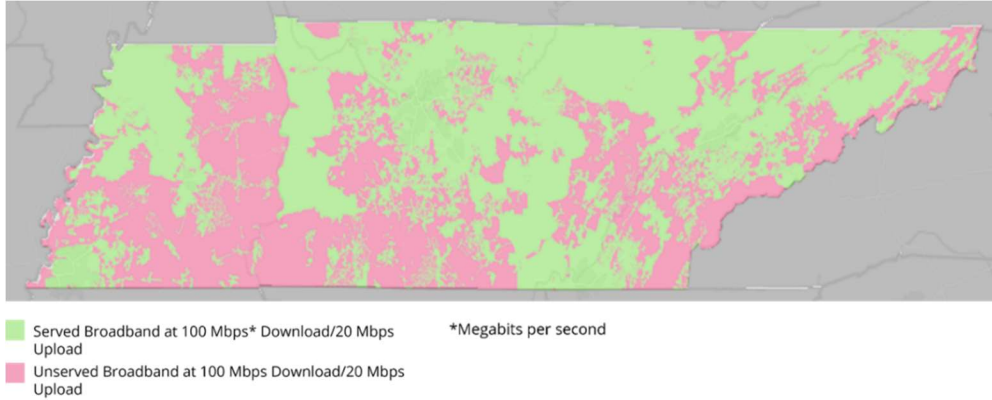 Served Broadband at 100 Mbps* Download/20 Mbps
Upload
*Megabits per second
Unserved Broadband at 100 Mbps Download/20 Mbps
Upload